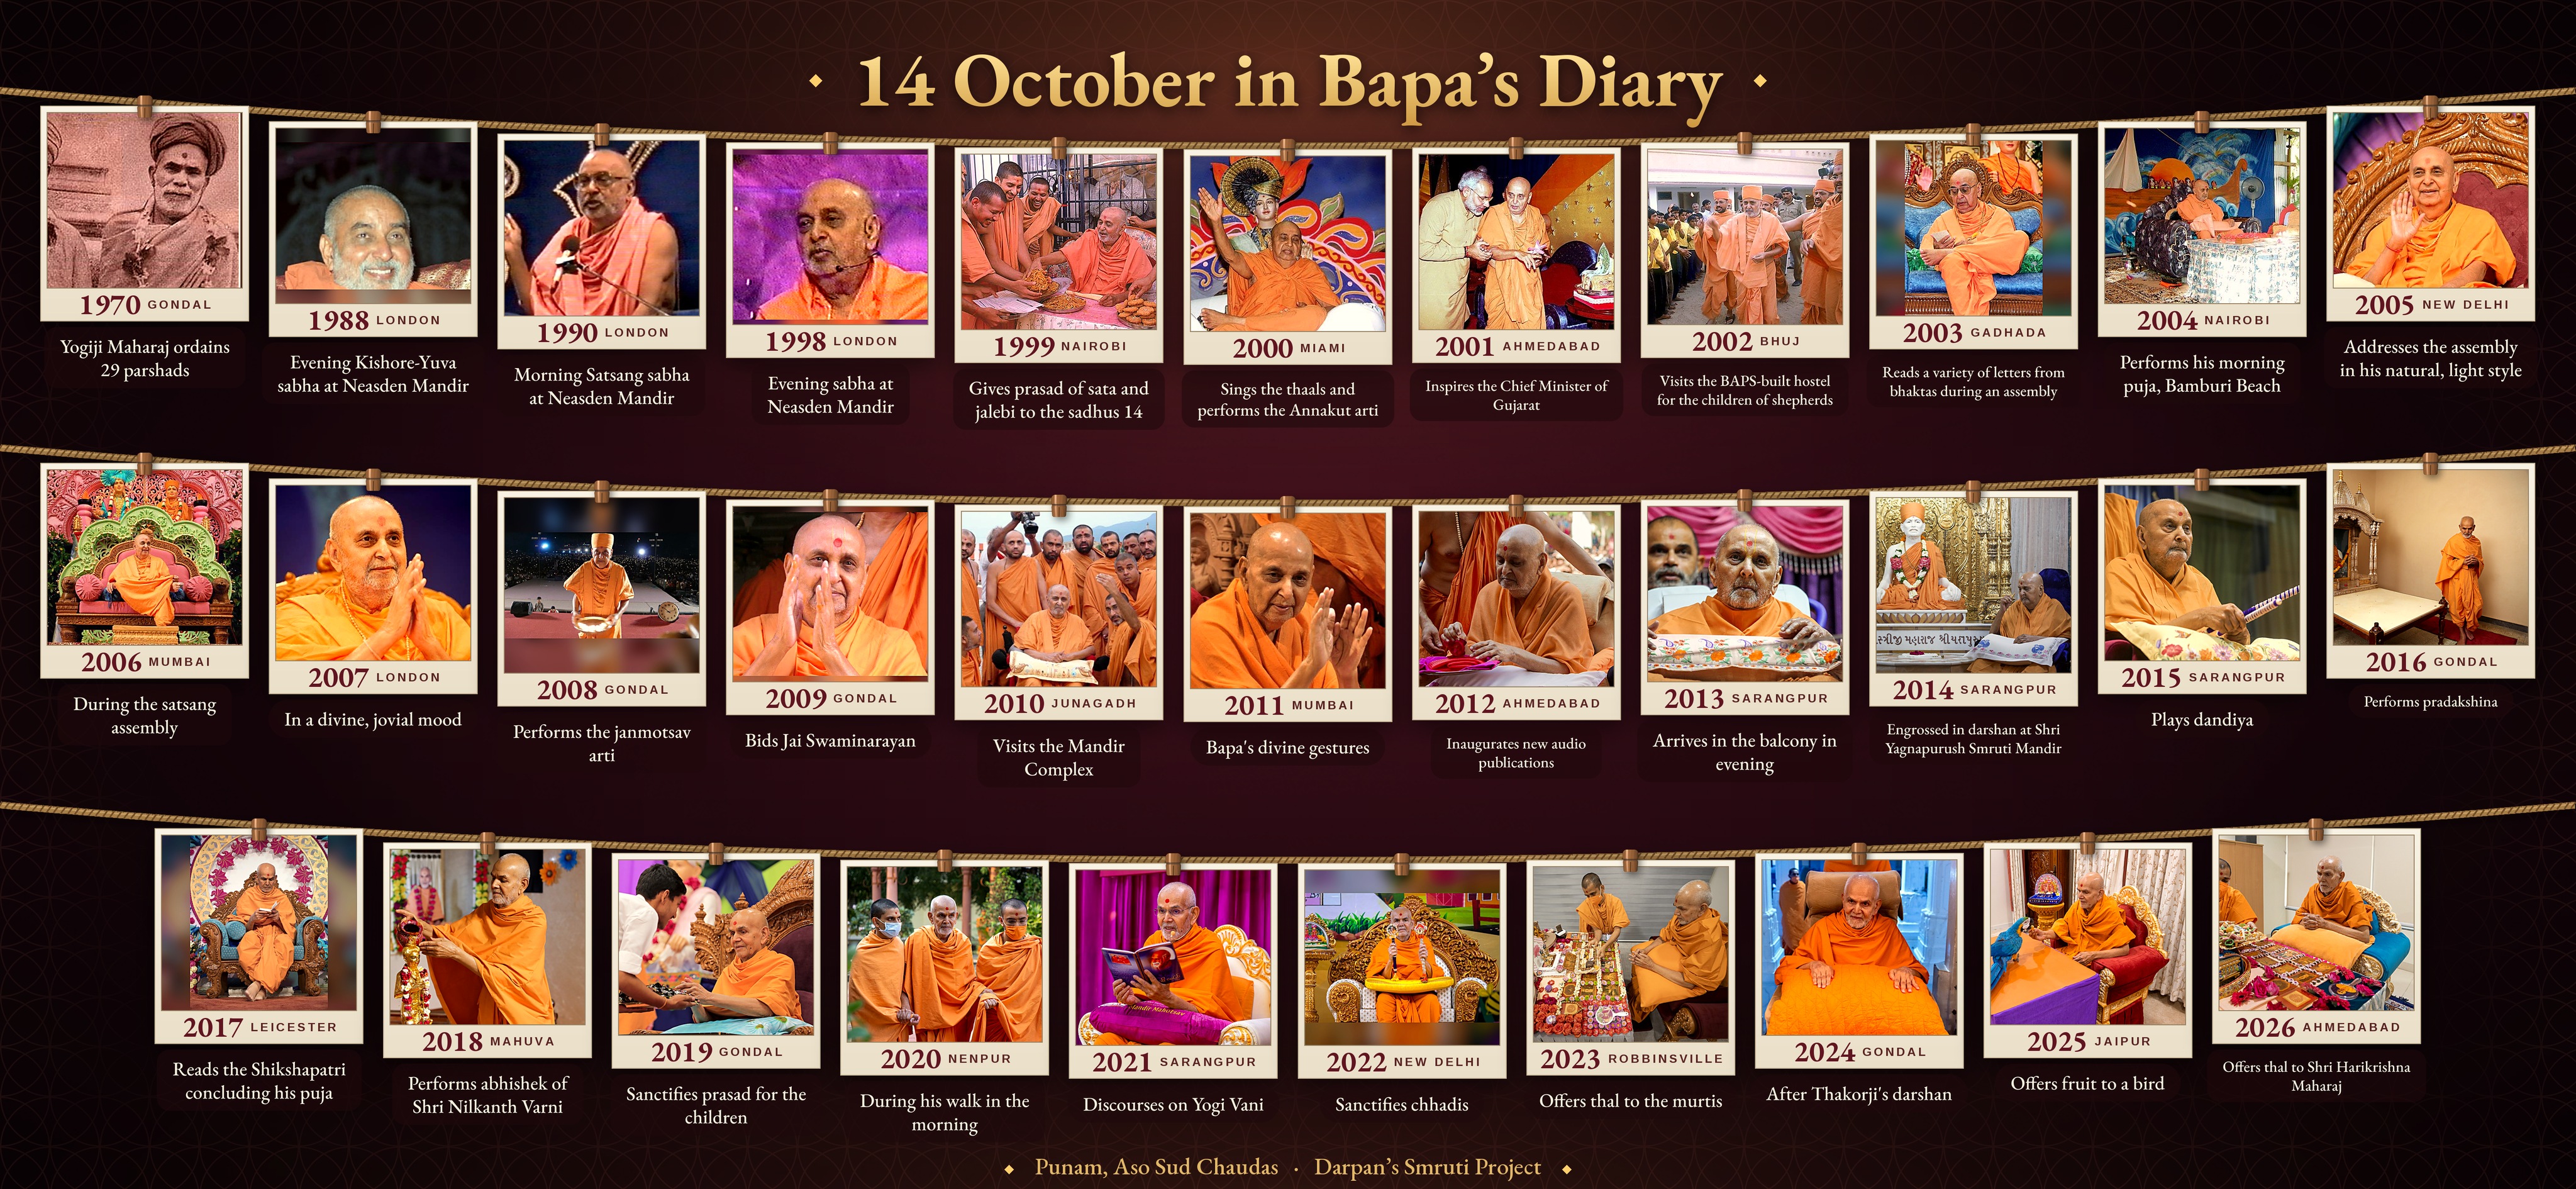 14 October in Bapa's Diary
1970 GONDAL
Yogiji Maharaj ordains
29 parshads
1988 LONDON
Evening Kishore-Yuva
sabha at Neasden Mandir
1990 LONDON
Morning Satsang sabha
at Neasden Mandir
1998 LONDON
Evening sabha at
Neasden Mandir
1999 NAIROBI
Gives prasad of sata and
jalebi to the sadhus 14
2000 MIAMI
Sings the thaals and
performs the Annakut arti
2001 AHMEDABAD
Inspires the Chief Minister of
Gujarat
2002 BHUJ
Visits the BAPS-built hostel
for the children of shepherds
2003 GADHADA
Reads a variety of letters from
bhaktas during an assembly
2004 NAIROBI
Performs his morning
puja, Bamburi Beach
2005 NEW DELHI
Addresses the assembly
in his natural, light style
2006 MUMBAI
During the satsang
assembly
2007 LONDON
In a divine, jovial mood
2008 GONDAL
Performs the janmotsav
arti
2009 GONDAL
Bids Jai Swaminarayan
2010 JUNAGADH
Visits the Mandir
Complex
2011 MUMBAI
Bapa's divine gestures
2012 AHMEDABAD
Inaugurates new audio
publications
2013 SARANGPUR
Arrives in the balcony in
evening
2014 SARANGPUR
Engrossed in darshan at Shri
Yagnapurush Smruti Mandir
2015 SARANGPUR
Plays dandiya
2016 GONDAL
Performs pradakshina
2017 LEICESTER
Reads the Shikshapatri
concluding his puja
2018 MAHUVA
Performs abhishek of
Shri Nilkanth Varni
2019 GONDAL
Sanctifies prasad for the
children
2020 NENPUR
During his walk in the
morning
2021 SARANGPUR
Discourses on Yogi Vani
2022 NEW DELHI
Sanctifies chhadis
2023 ROBBINSVILLE
Offers thal to the murtis
2024 GONDAL
After Thakorji's darshan
2025 JAIPUR
Offers fruit to a bird
2026 AHMEDABAD
Offers thal to Shri Harikrishna
Maharaj
Punam, Aso Sud Chaudas · Darpan's Smruti Project